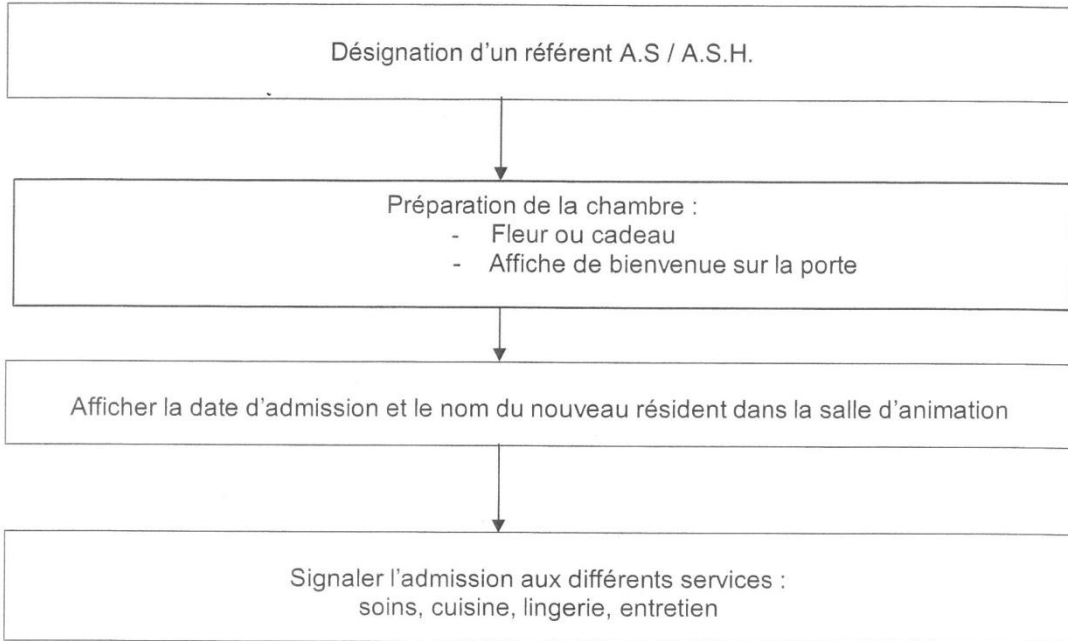 Désignation d'un référent A.S / A.S.H.
Préparation de la chambre :
- Fleur ou cadeau
- Affiche de bienvenue sur la porte
Afficher la date d'admission et le nom du nouveau résident dans la salle d'animation
Signaler l'admission aux différents services :
soins, cuisine, lingerie, entretien